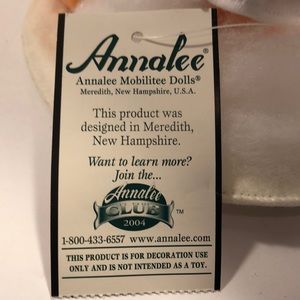 Annalee®
Annalee Mobilitee Dolls®
Meredith, New Hampshire, U.S.A.
This product was
designed in Meredith,
New Hampshire.
Want to learn more?
Join the...
Annalee
CLUB
2004
™
1-800-433-6557 www.annalee.com
THIS PRODUCT IS FOR DECORATION USE
ONLY AND IS NOT INTENDED AS A TOY.